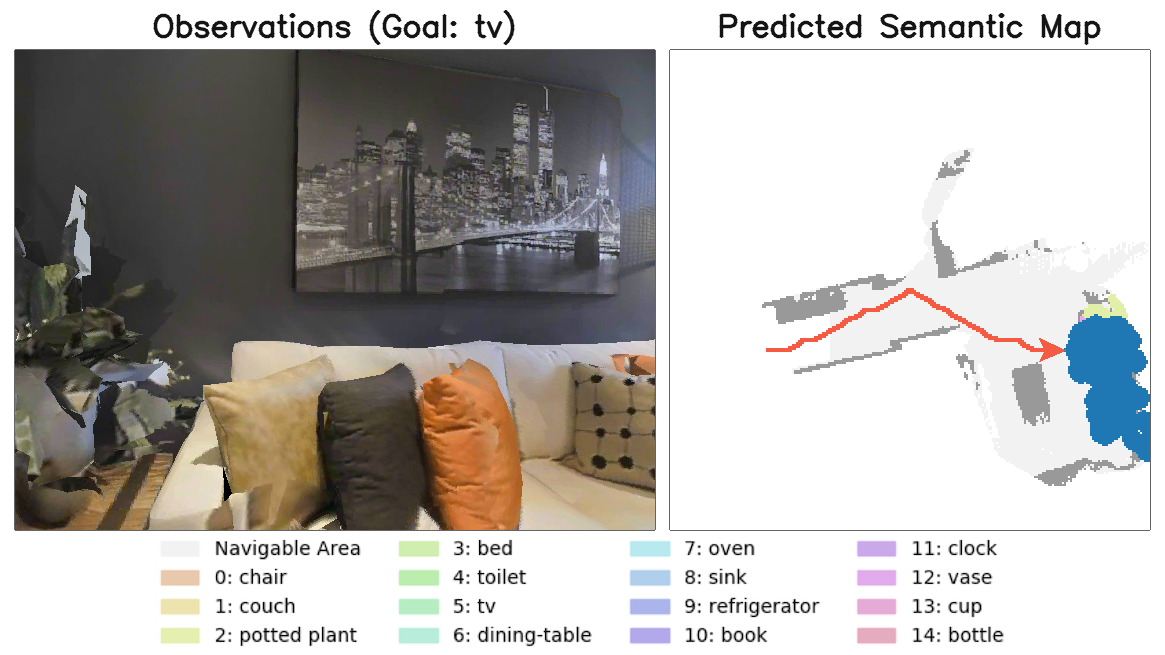 Observations (Goal: tv)
Predicted Semantic Map
Navigable Area
0: chair
1: couch
2: potted plant
3: bed
4: toilet
5: tv
6: dining-table
7: oven
8: sink
9: refrigerator
10: book
11: clock
12: vase
13: cup
14: bottle